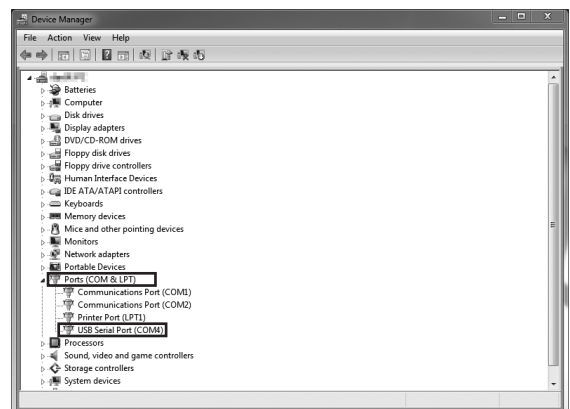 Device Manager
File Action View Help
Batteries
Computer
Disk drives
Display adapters
DVD/CD-ROM drives
Floppy disk drives
Floppy drive controllers
Human Interface Devices
IDE ATA/ATAPI controllers
Keyboards
Memory devices
Mice and other pointing devices
Monitors
Network adapters
Portable Devices
Ports (COM & LPT)
Communications Port (COM1)
Communications Port (COM2)
Printer Port (LPT1)
USB Serial Port (COM4)
Processors
Sound, video and game controllers
Storage controllers
System devices